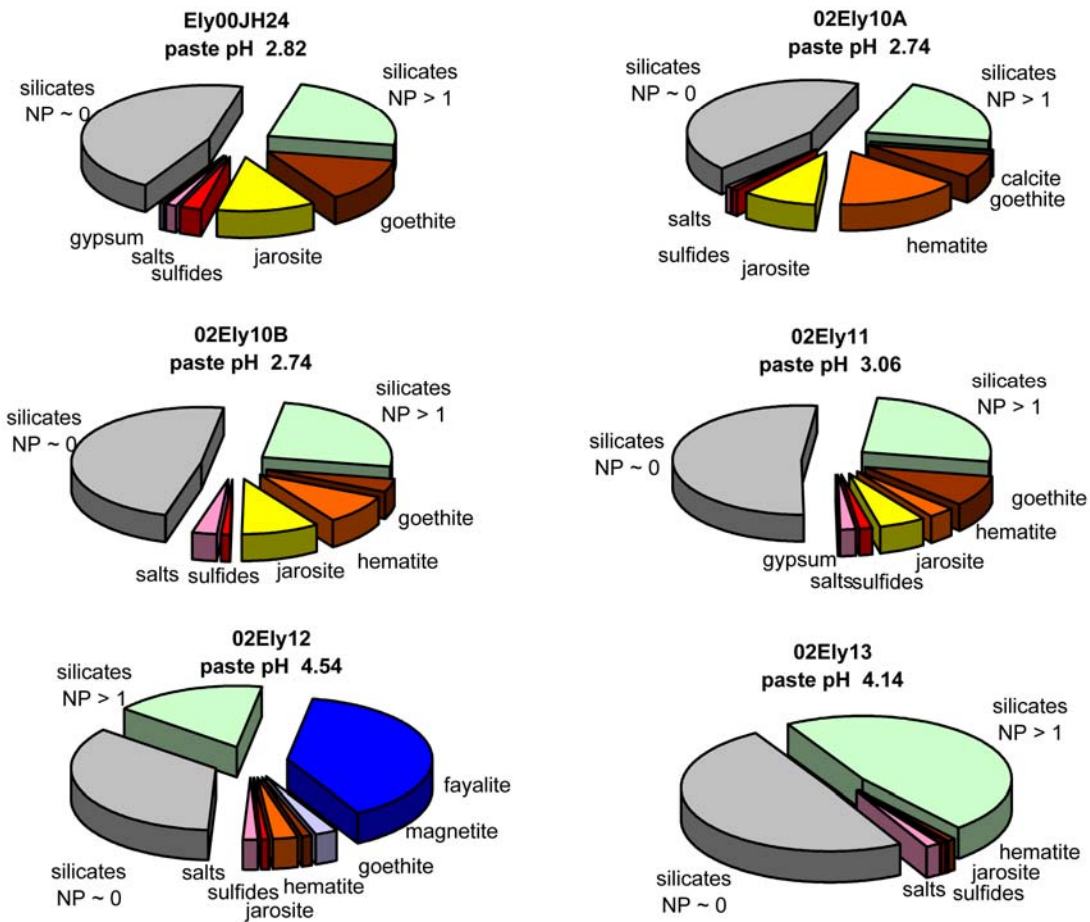 Ely00JH24
paste pH 2.82
silicates
NP ~ 0
silicates
NP > 1
goethite
gypsum
salts
sulfides
jarosite
02Ely10A
paste pH 2.74
silicates
NP ~ 0
silicates
NP > 1
calcite
goethite
hematite
salts
sulfides
jarosite
02Ely10B
paste pH 2.74
silicates
NP ~ 0
silicates
NP > 1
goethite
hematite
salts
sulfides
jarosite
02Ely11
paste pH 3.06
silicates
NP ~ 0
silicates
NP > 1
goethite
hematite
gypsum
jarosite
salts
sulfides
02Ely12
paste pH 4.54
silicates
NP > 1
fayalite
magnetite
goethite
silicates
NP ~ 0
salts
sulfides
hematite
jarosite
02Ely13
paste pH 4.14
silicates
NP > 1
hematite
jarosite
sulfides
salts
silicates
NP ~ 0